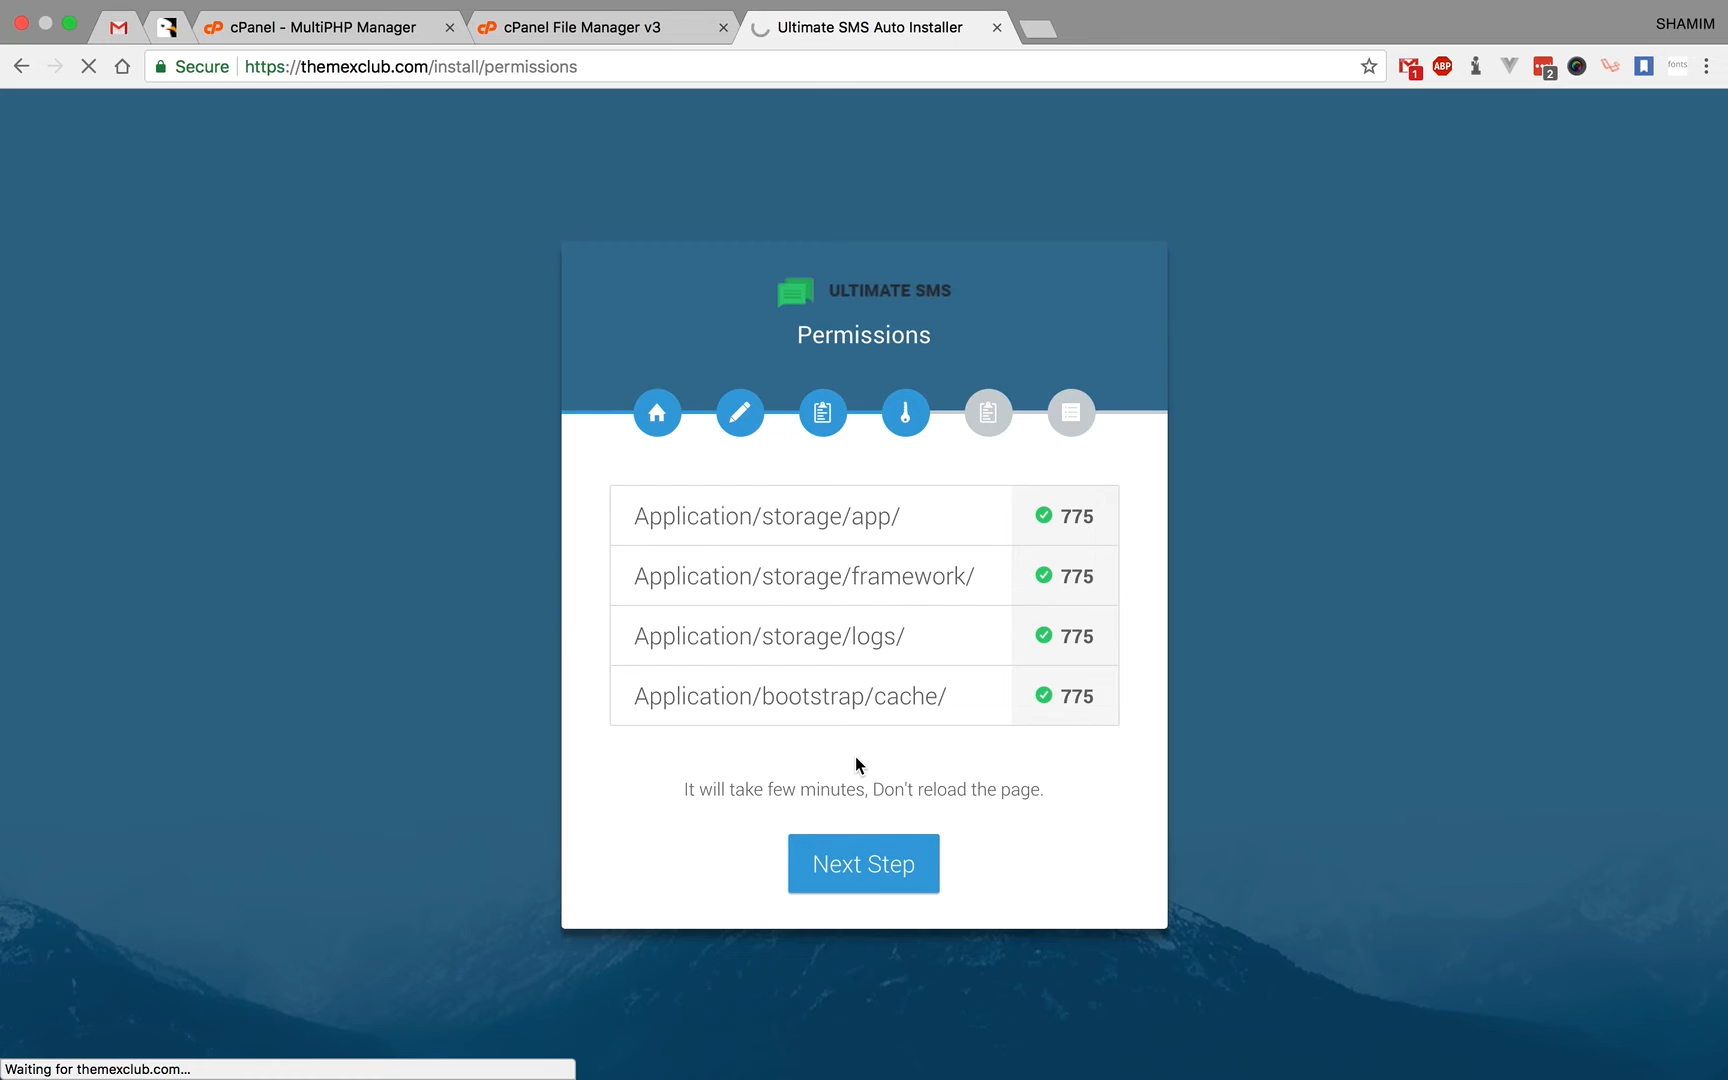 cPanel - MultiPHP Manager
cPanel File Manager v3
Ultimate SMS Auto Installer
SHAMIM
Secure
https://themexclub.com/install/permissions
1
ABP
2
fonts
ULTIMATE SMS
Permissions
Application/storage/app/ 775
Application/storage/framework/ 775
Application/storage/logs/ 775
Application/bootstrap/cache/ 775
It will take few minutes, Don't reload the page.
Next Step
Waiting for themexclub.com...